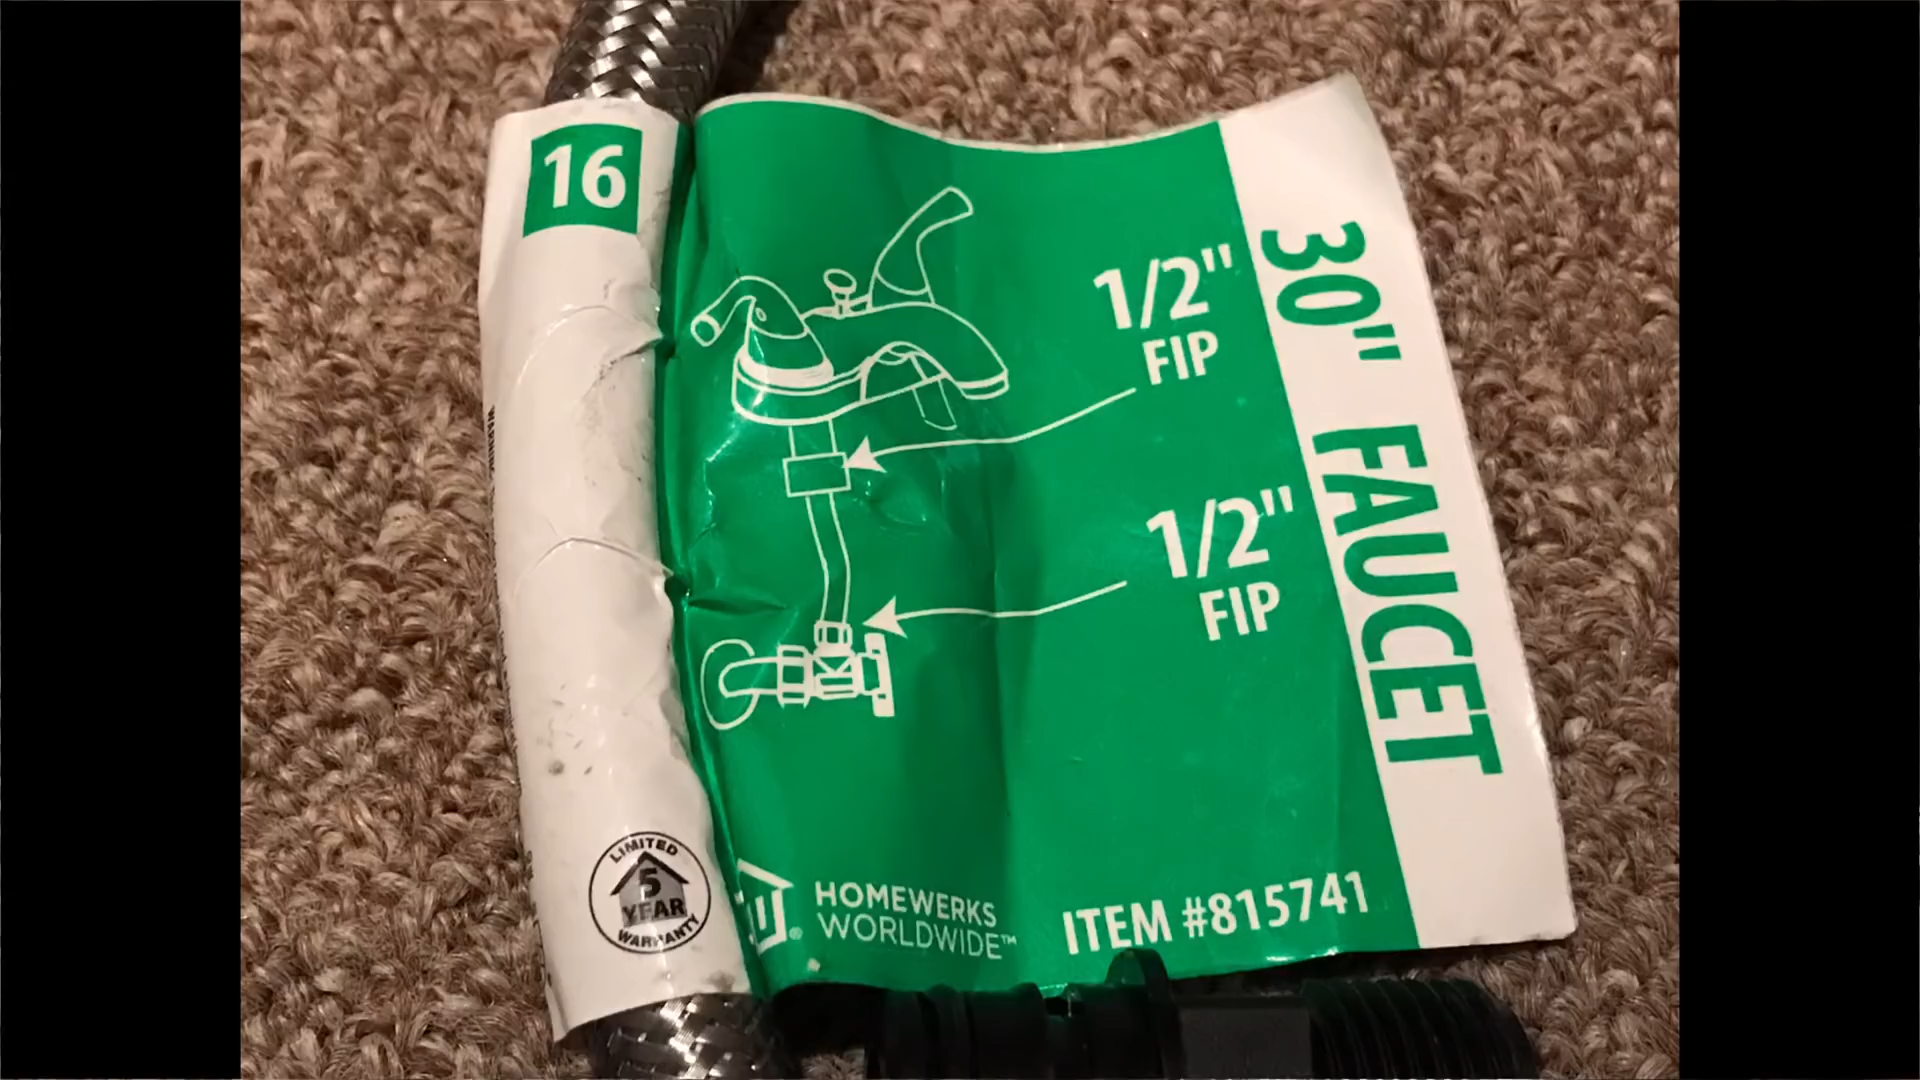 16
1/2"
FIP
1/2"
FIP
30" FAUCET
LIMITED
5
YEAR
WARRANTY
HOMEWERKS
WORLDWIDE™
ITEM #815741